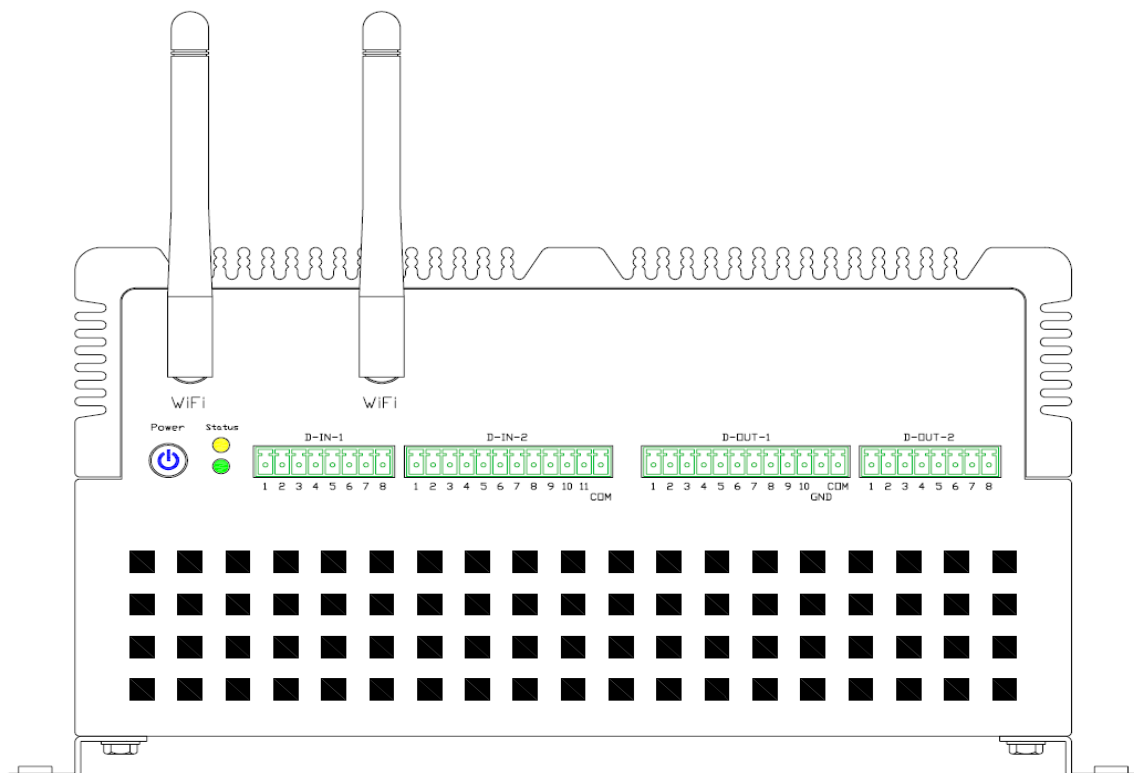 WiFi WiFi
Power Status
D-IN-1 D-IN-2 D-OUT-1 D-OUT-2
1 2 3 4 5 6 7 8 1 2 3 4 5 6 7 8 9 10 11 1 2 3 4 5 6 7 8 9 10 COM 1 2 3 4 5 6 7 8
COM GND